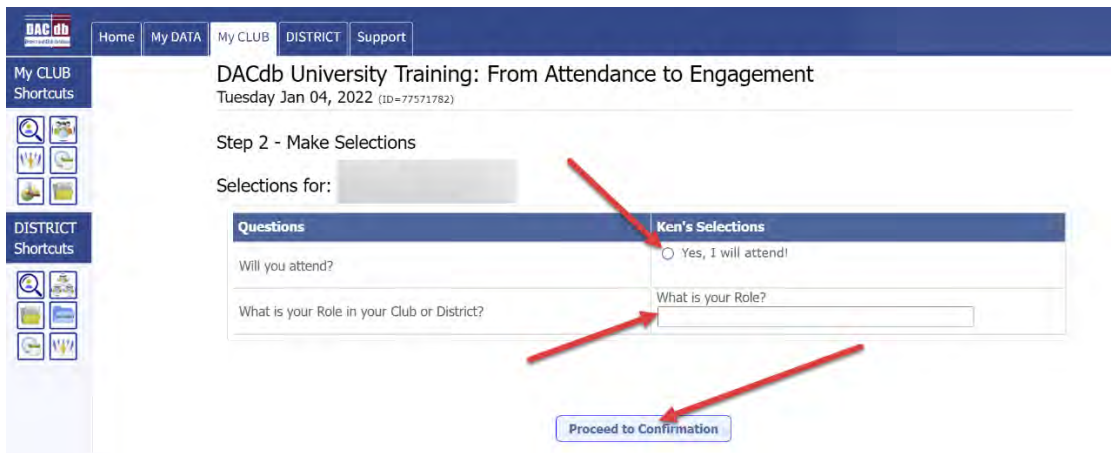 DAC db
Home My DATA My CLUB DISTRICT Support
My CLUB
Shortcuts
DISTRICT
Shortcuts
DACdb University Training: From Attendance to Engagement
Tuesday Jan 04, 2022 (ID=77571782)
Step 2 - Make Selections
Selections for:
Questions Ken's Selections
Will you attend? Yes, I will attend!
What is your Role in your Club or District? What is your Role?
Proceed to Confirmation